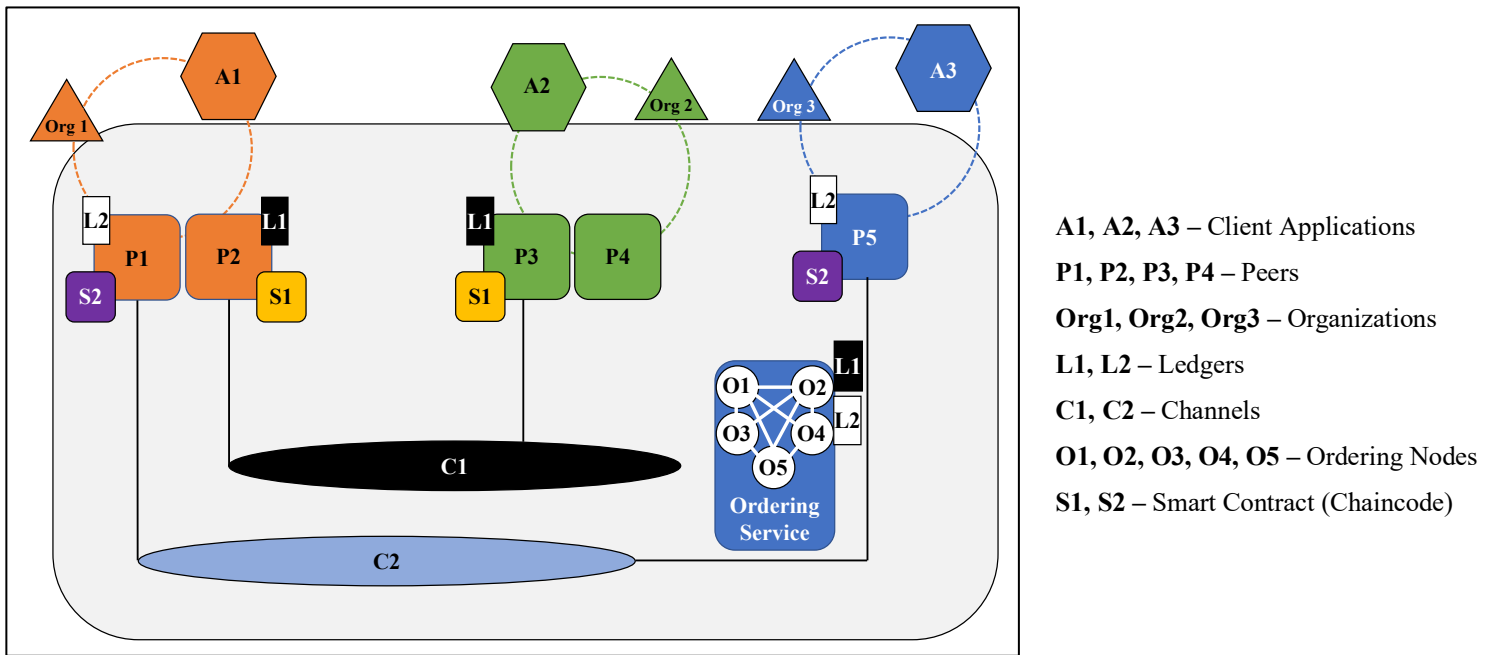 A1
A2
A3
Org 1
Org 2
Org 3
L2
L1
L1
L2
P1
P2
P3
P4
P5
S2
S1
S1
S2
L1
L2
O1
O2
O3
O4
O5
Ordering
Service
C1
C2
A1, A2, A3 – Client Applications
P1, P2, P3, P4 – Peers
Org1, Org2, Org3 – Organizations
L1, L2 – Ledgers
C1, C2 – Channels
O1, O2, O3, O4, O5 – Ordering Nodes
S1, S2 – Smart Contract (Chaincode)